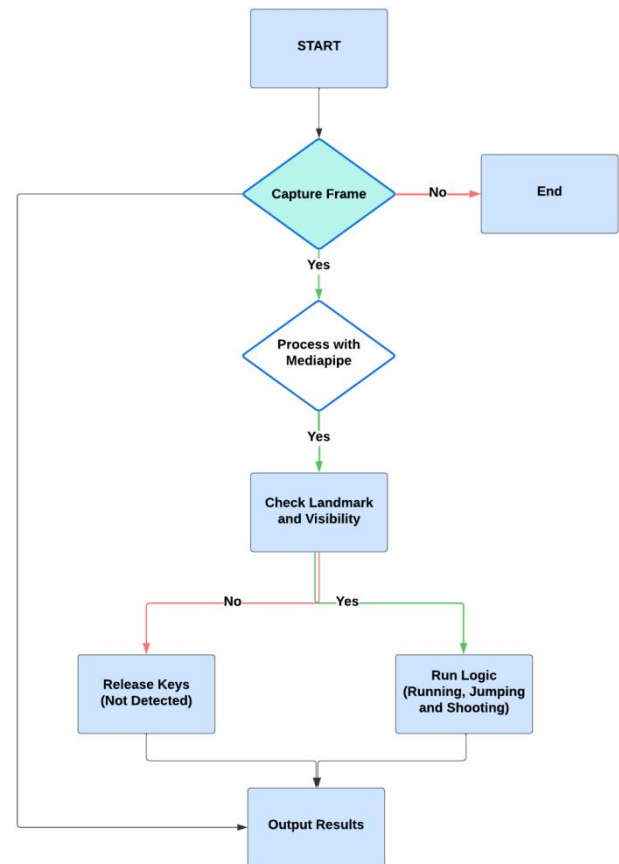 START
Capture Frame
No
End
Yes
Process with
Mediapipe
Yes
Check Landmark
and Visibility
No
Yes
Release Keys
(Not Detected)
Run Logic
(Running, Jumping
and Shooting)
Output Results